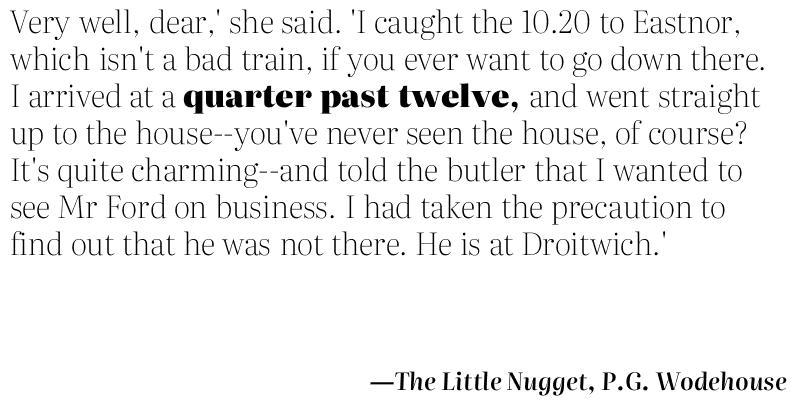 Very well, dear,' she said. 'I caught the 10.20 to Eastnor,
which isn't a bad train, if you ever want to go down there.
I arrived at a quarter past twelve, and went straight
up to the house--you've never seen the house, of course?
It's quite charming--and told the butler that I wanted to
see Mr Ford on business. I had taken the precaution to
find out that he was not there. He is at Droitwich.'
—The Little Nugget, P.G. Wodehouse